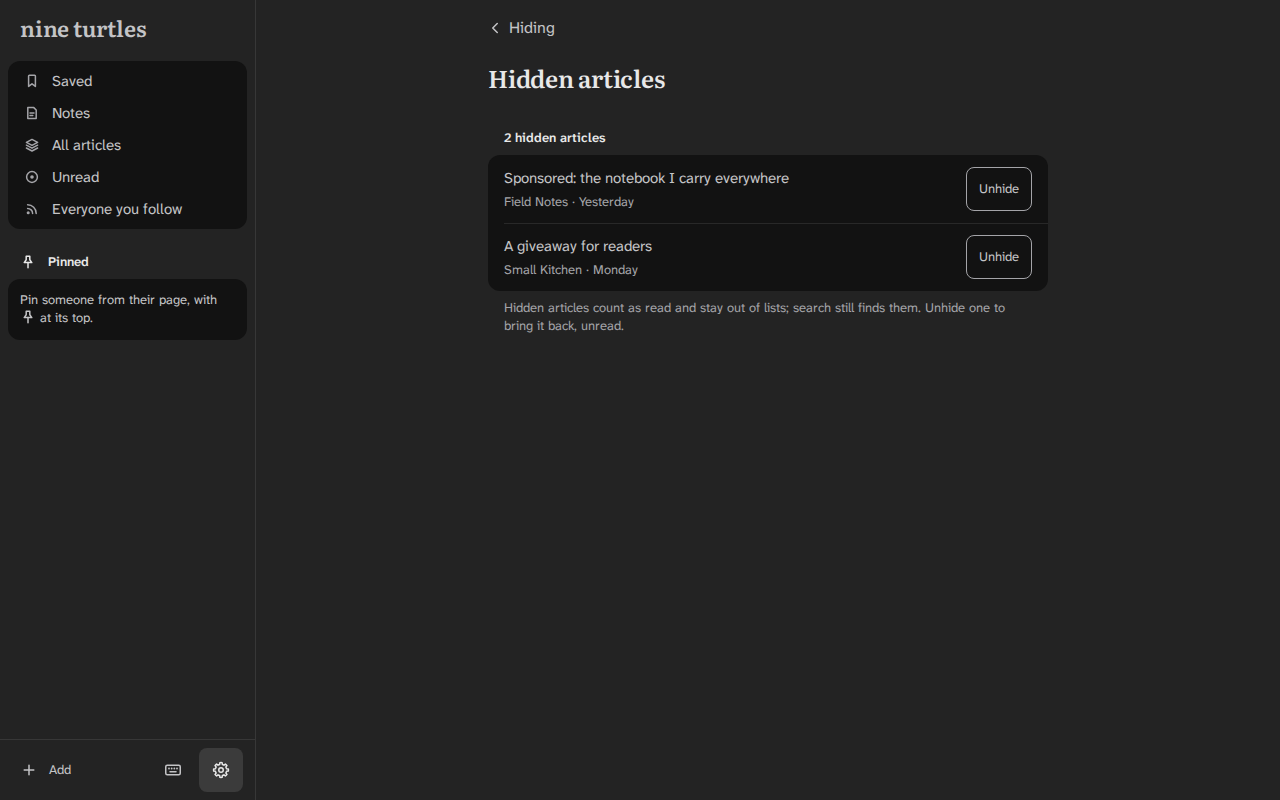 nine turtles
Saved
Notes
All articles
Unread
Everyone you follow
Pinned
Pin someone from their page, with
at its top.
Add
Hiding
Hidden articles
2 hidden articles
Sponsored: the notebook I carry everywhere
Field Notes · Yesterday
Unhide
A giveaway for readers
Small Kitchen · Monday
Unhide
Hidden articles count as read and stay out of lists; search still finds them. Unhide one to
bring it back, unread.